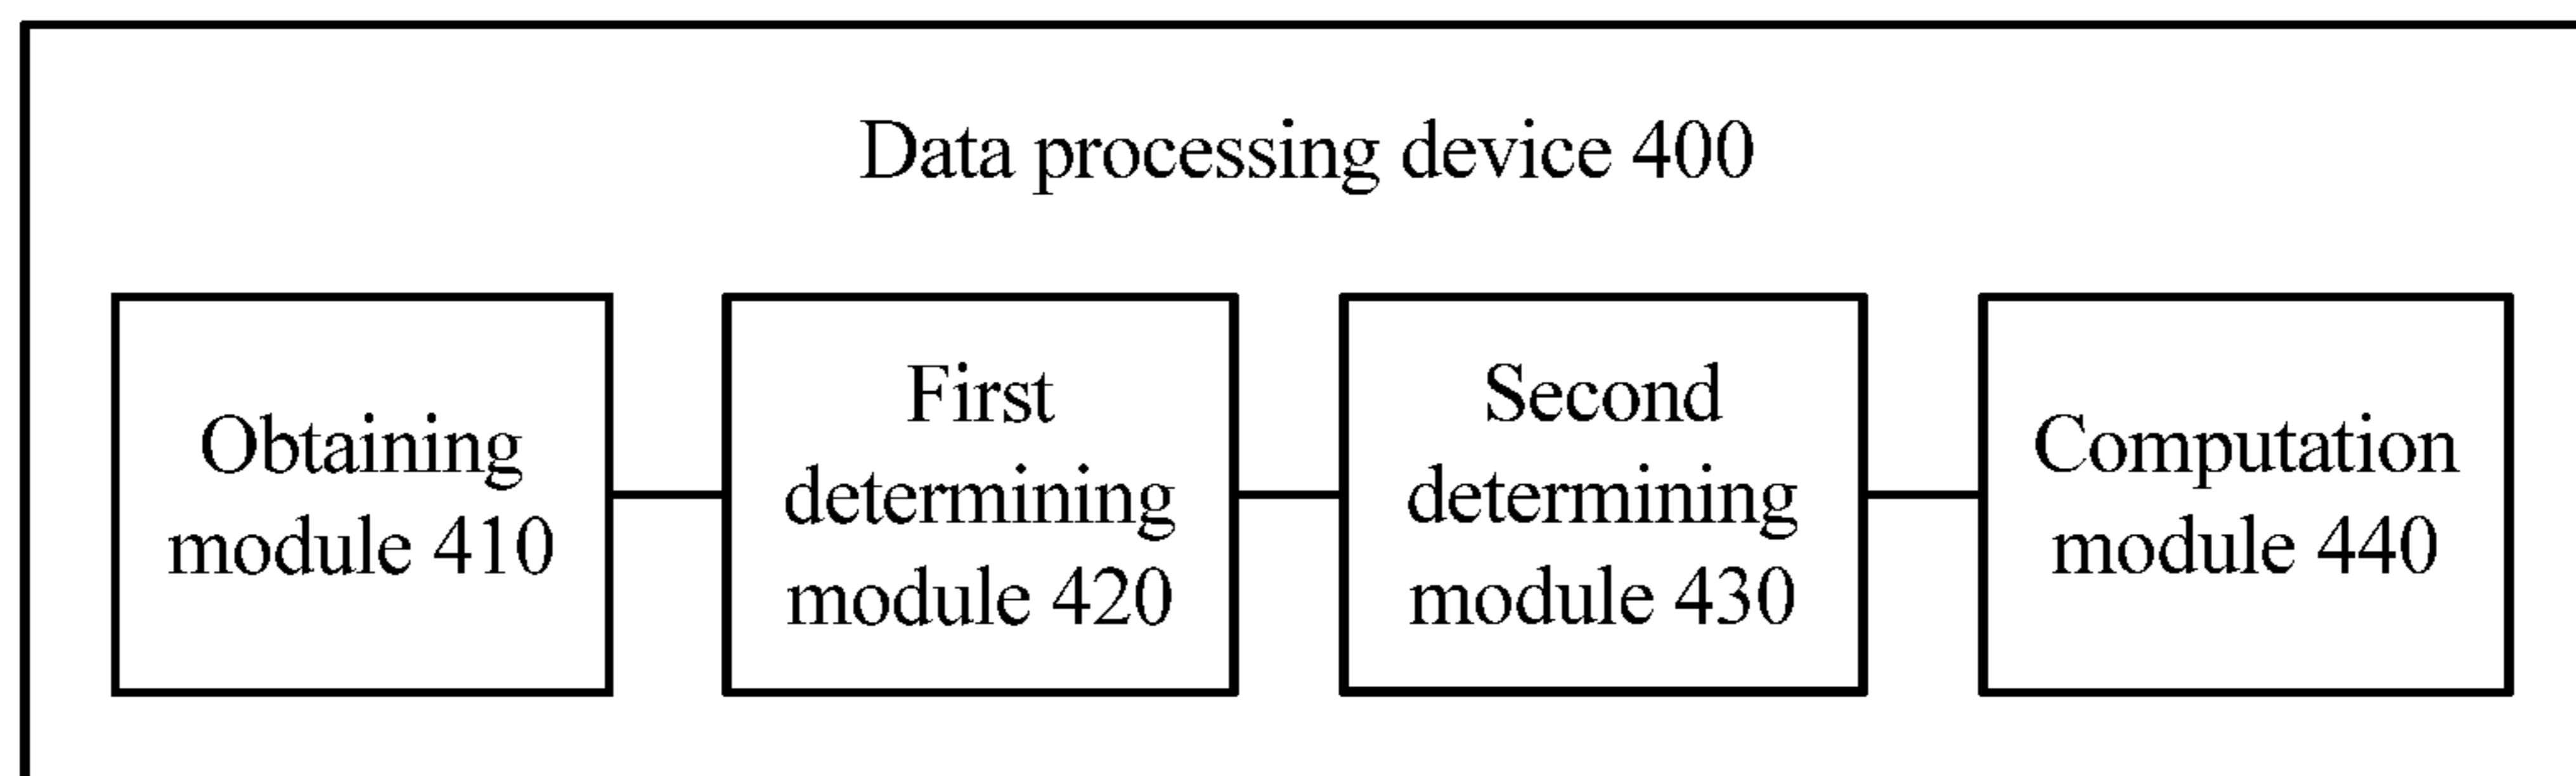 Data processing device 400
Obtaining
module 410
First
determining
module 420
Second
determining
module 430
Computation
module 440